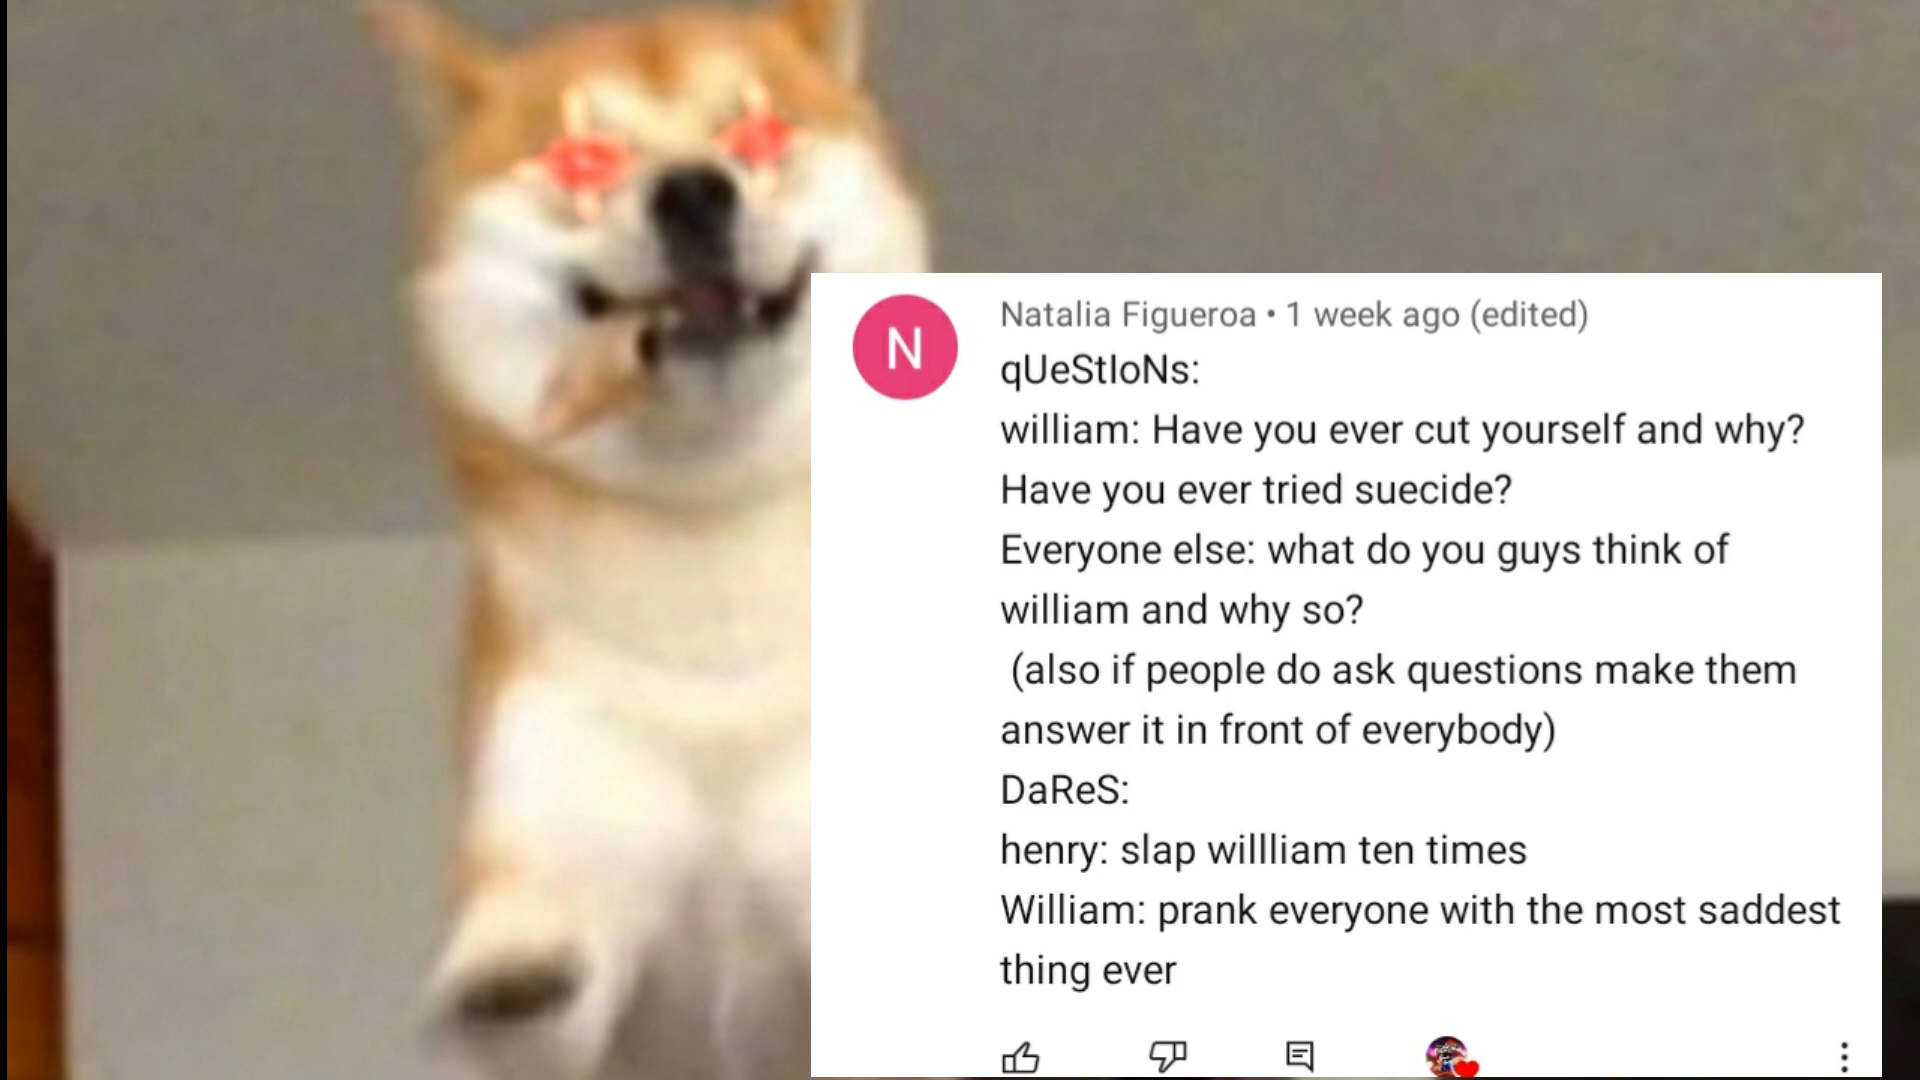 N
Natalia Figueroa • 1 week ago (edited)
qUeStIoNs:
william: Have you ever cut yourself and why?
Have you ever tried suecide?
Everyone else: what do you guys think of
william and why so?
(also if people do ask questions make them
answer it in front of everybody)
DaReS:
henry: slap willliam ten times
William: prank everyone with the most saddest
thing ever